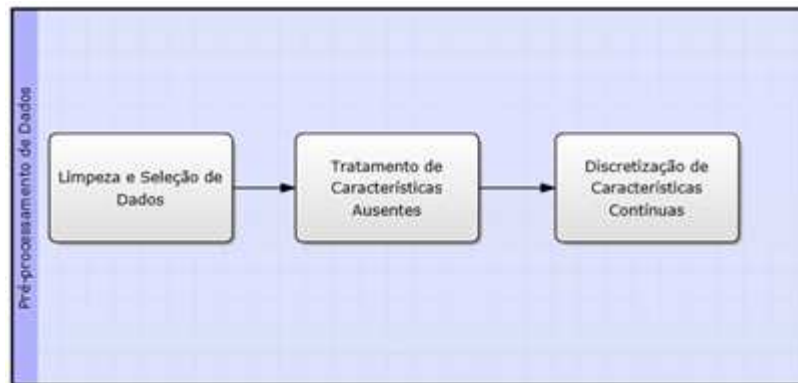 Pré-processamento de Dados
Limpeza e Seleção de
Dados
Tratamento de
Características
Ausentes
Discretização de
Características
Contínuas